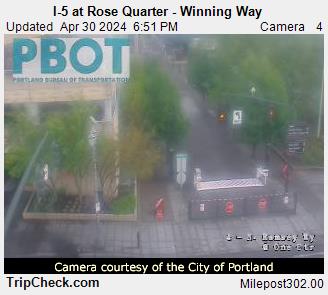 I-5 at Rose Quarter - Winning Way
Updated Apr 30 2024 6:51 PM Camera 4
PBOT
PORTLAND BUREAU OF TRANSPORTATION
Camera courtesy of the City of Portland
TripCheck.com Milepost302.00